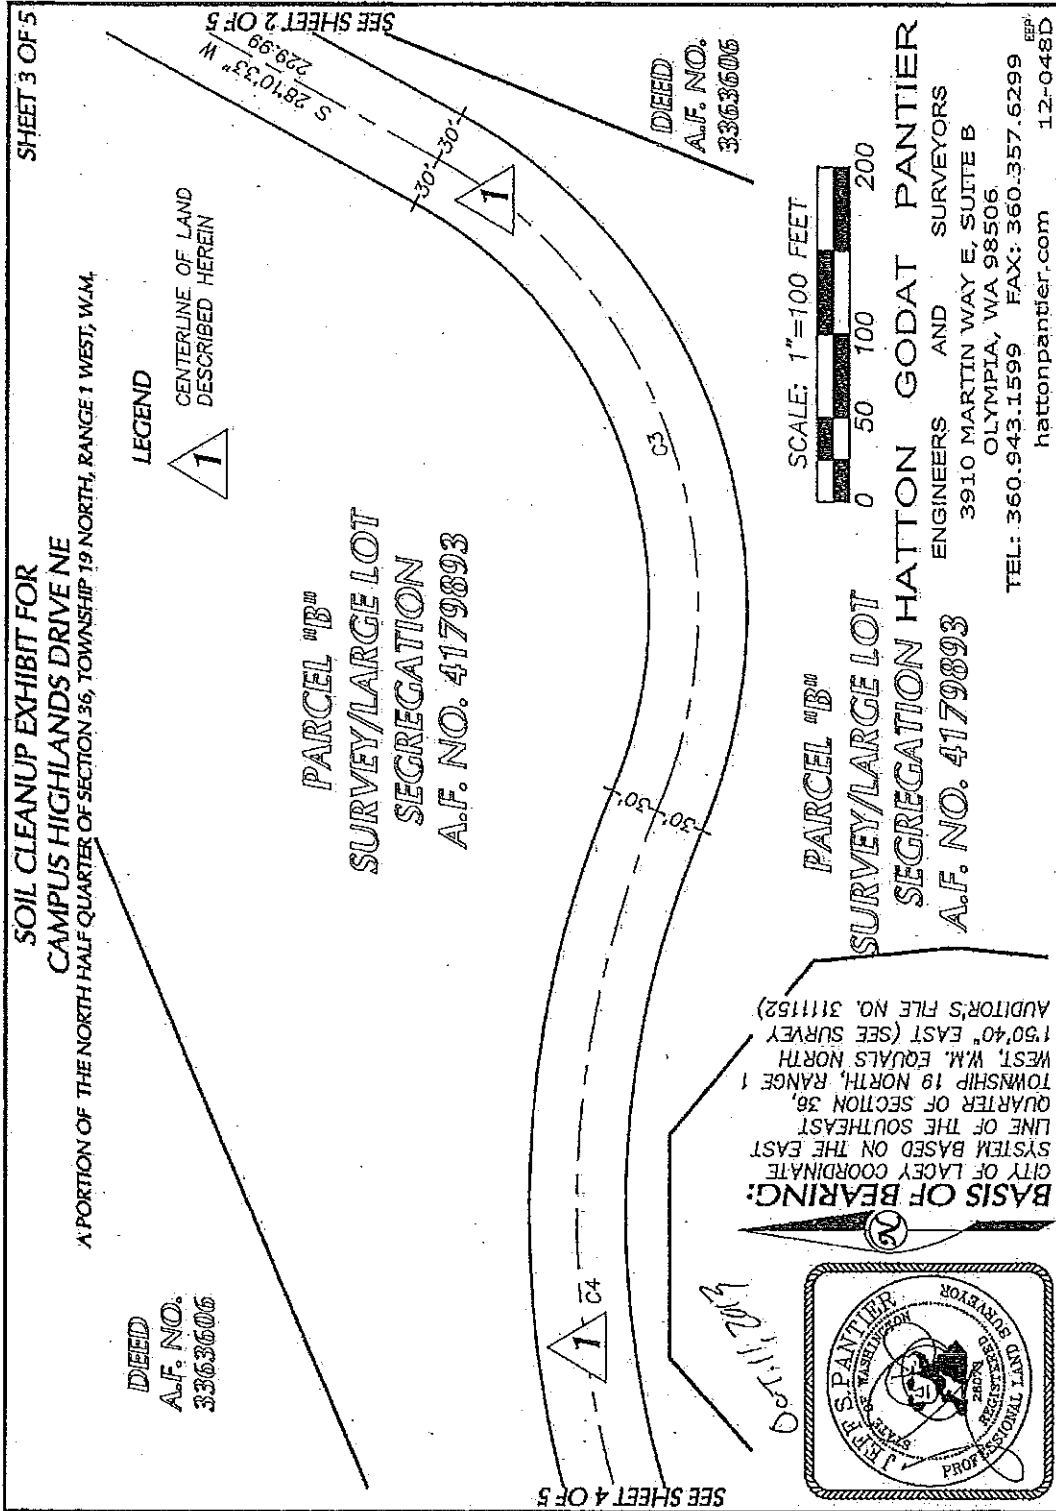 SHEET 3 OF 5
SOIL CLEANUP EXHIBIT FOR
CAMPUS HIGHLANDS DRIVE NE
A PORTION OF THE NORTH HALF QUARTER OF SECTION 36, TOWNSHIP 19 NORTH, RANGE 1 WEST, W.M.
LEGEND
1
CENTERLINE OF LAND
DESCRIBED HEREIN
DEED
A.F. NO.
3363606
PARCEL "B"
SURVEY/LARGE LOT
SEGREGATION
A.F. NO. 4179893
SEE SHEET 2 OF 5
S 28°10'33" W
229.99
30'
30'
1
DEED
A.F. NO.
3363606
C3
30'
30'
1
C4
SEE SHEET 4 OF 5
PARCEL "B"
SURVEY/LARGE LOT
SEGREGATION
A.F. NO. 4179893
SCALE: 1"=100 FEET
0 50 100 200
HATTON GODAT PANTIER
ENGINEERS AND SURVEYORS
3910 MARTIN WAY E, SUITE B
OLYMPIA, WA 98506
TEL: 360.943.1599 FAX: 360.357.6299
hattonpantier.com 12-048D
EEP
OCT. 11, 2013
N
BASIS OF BEARING:
CITY OF LACEY COORDINATE
SYSTEM BASED ON THE EAST
LINE OF THE SOUTHEAST
QUARTER OF SECTION 36,
TOWNSHIP 19 NORTH, RANGE 1
WEST, W.M. EQUALS NORTH
1°50'40" EAST (SEE SURVEY
AUDITOR'S FILE NO. 3111152)
JEFF S. PANTIER
STATE OF WASHINGTON
28073
REGISTERED
PROFESSIONAL LAND SURVEYOR